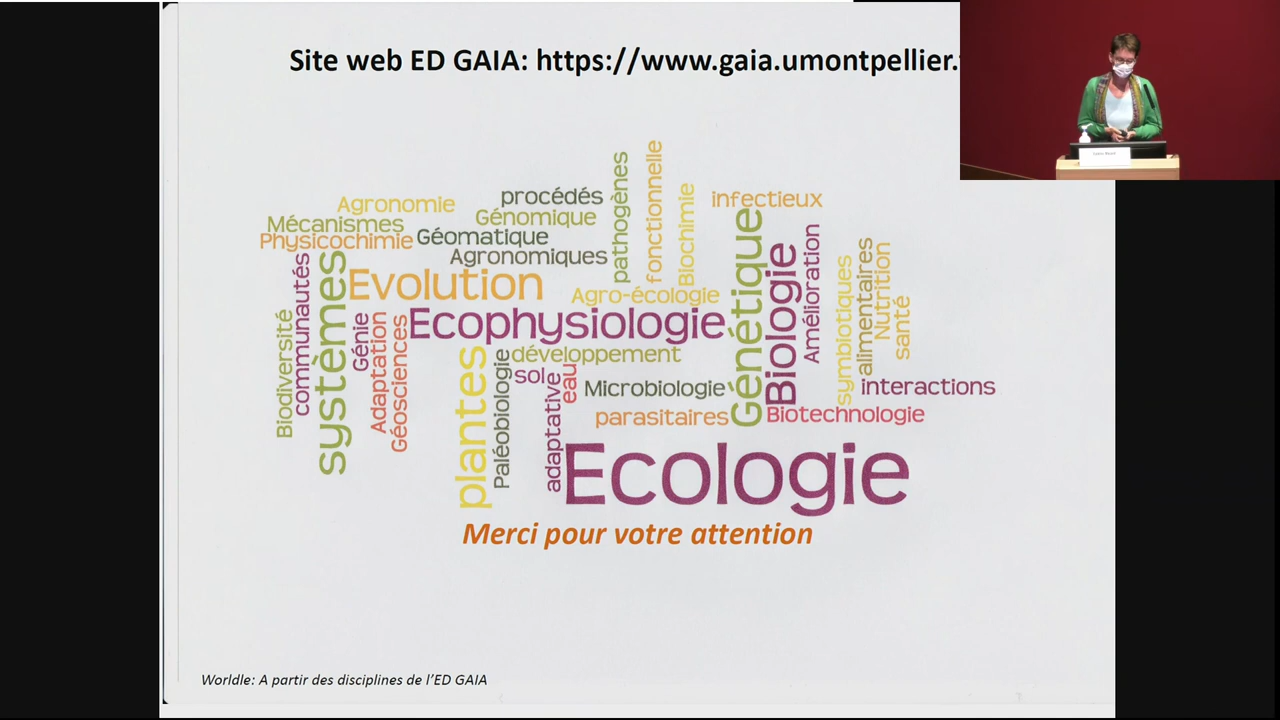 Site web ED GAIA: https://www.gaia.umontpellier.
procédés
pathogènes
fonctionnelle
Biochimie
infectieux
Agronomie
Génomique
Mécanismes
Physicochimie
Géomatique
Agronomiques
Génétique
Biologie
Amélioration
communautés
systèmes
Evolution
Agro-écologie
symbiotiques
alimentaires
Nutrition
santé
Biodiversité
Génie
Adaptation
Géosciences
Ecophysiologie
plantes
Paléobiologie
développement
sol
eau
adaptative
Microbiologie
interactions
parasitaires
Biotechnologie
Ecologie
Merci pour votre attention
Worldle: A partir des disciplines de l'ED GAIA